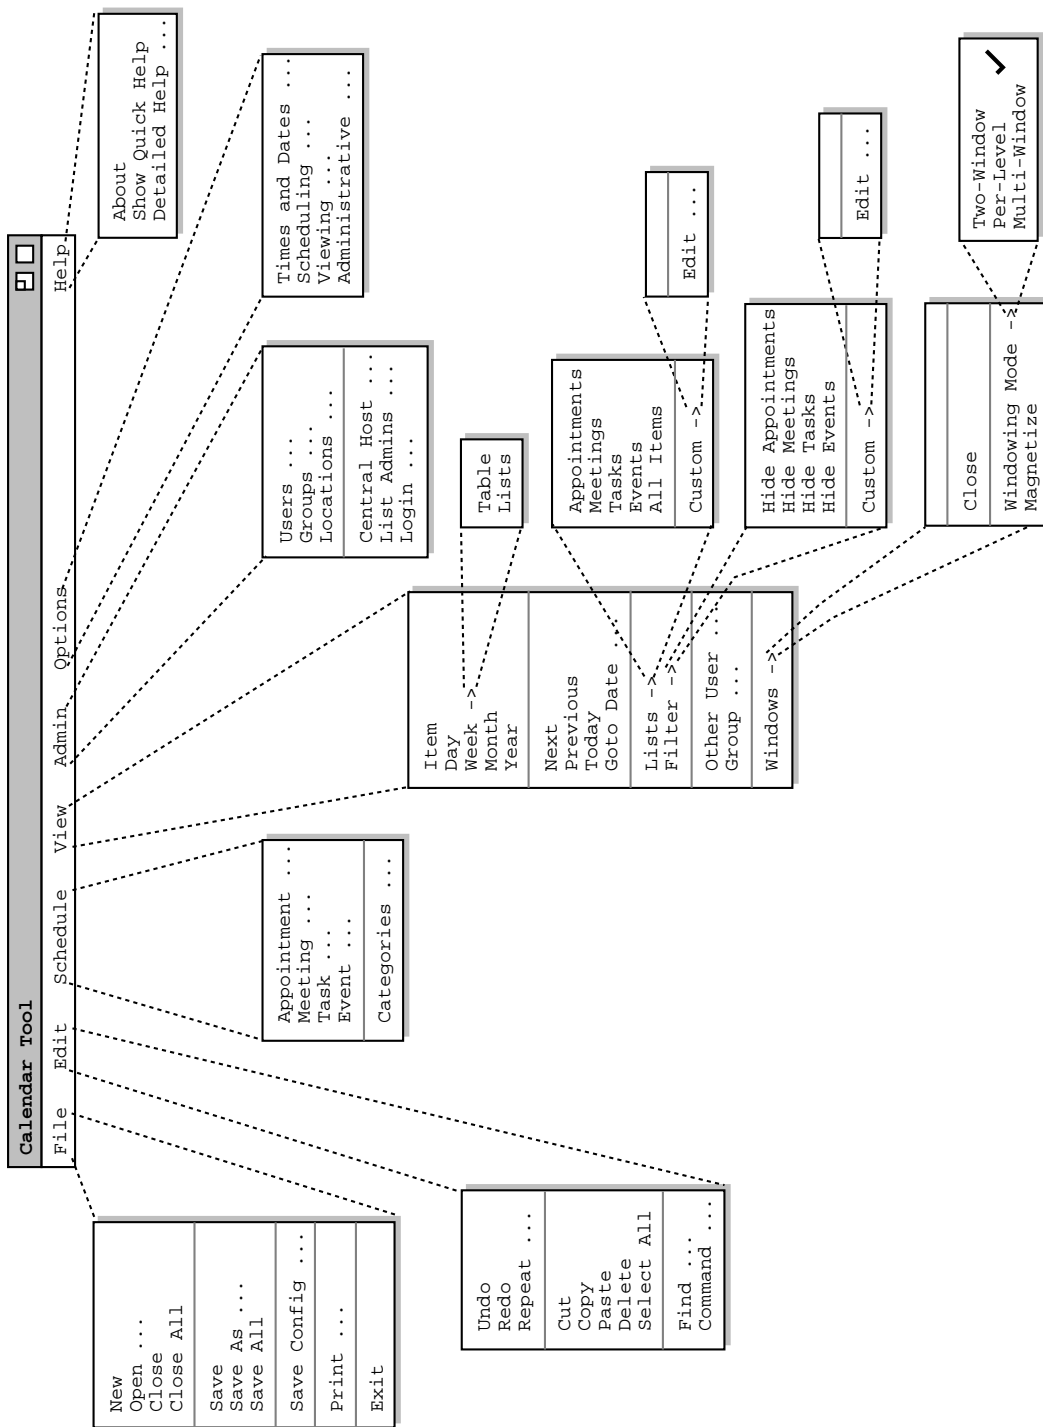 Calendar Tool
File Edit Schedule View Admin Options Help
New
Open ...
Close
Close All
Save
Save As ...
Save All
Save Config ...
Print ...
Exit
Undo
Redo
Repeat ...
Cut
Copy
Paste
Delete
Select All
Find ...
Command ...
Appointment ...
Meeting ...
Task ...
Event ...
Categories ...
Item
Day
Week ->
Month
Year
Next
Previous
Today
Goto Date ...
Lists ->
Filter ->
Other User ...
Group ...
Windows ->
Table
Lists
Appointments
Meetings
Tasks
Events
All Items
Custom ->
Edit ...
Hide Appointments
Hide Meetings
Hide Tasks
Hide Events
Custom ->
Edit ...
Close
Windowing Mode ->
Magnetize
Two-Window
Per-Level
Multi-Window
Users ...
Groups ...
Locations ...
Central Host ...
List Admins ...
Login ...
Times and Dates ...
Scheduling ...
Viewing ...
Administrative ...
About
Show Quick Help
Detailed Help ...